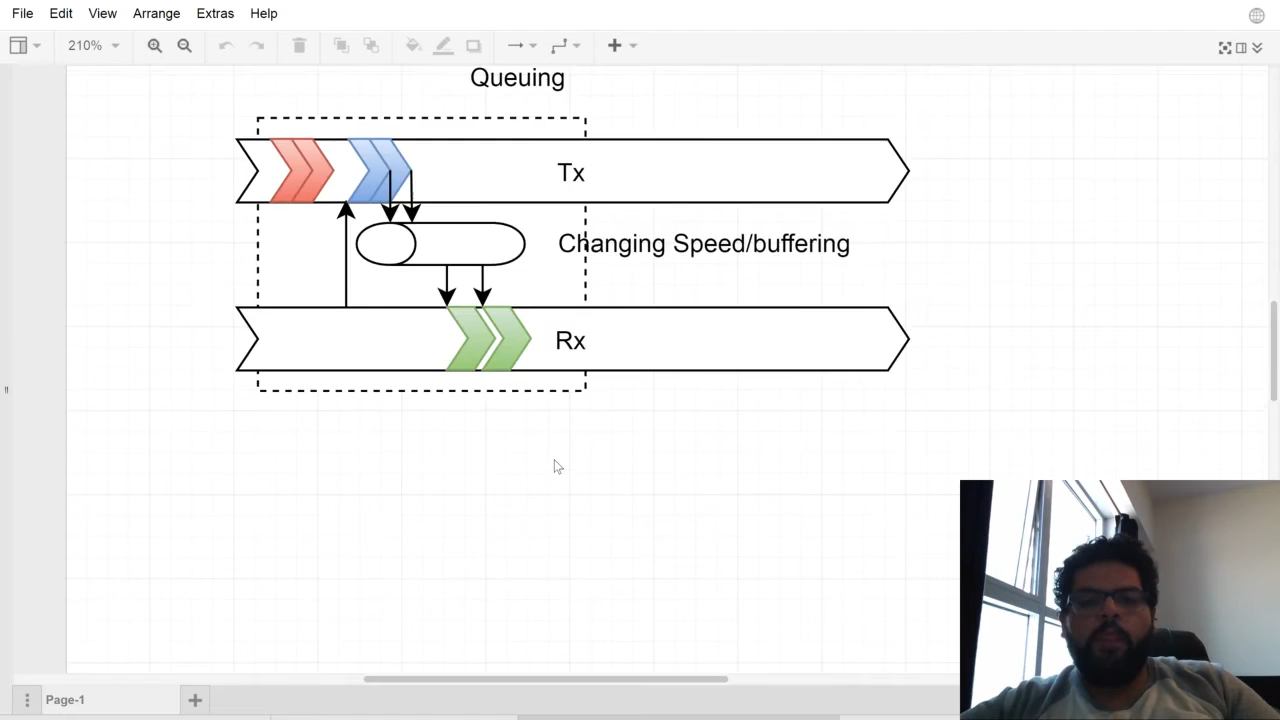 File Edit View Arrange Extras Help
210%
Queuing
Tx
Changing Speed/buffering
Rx
Page-1